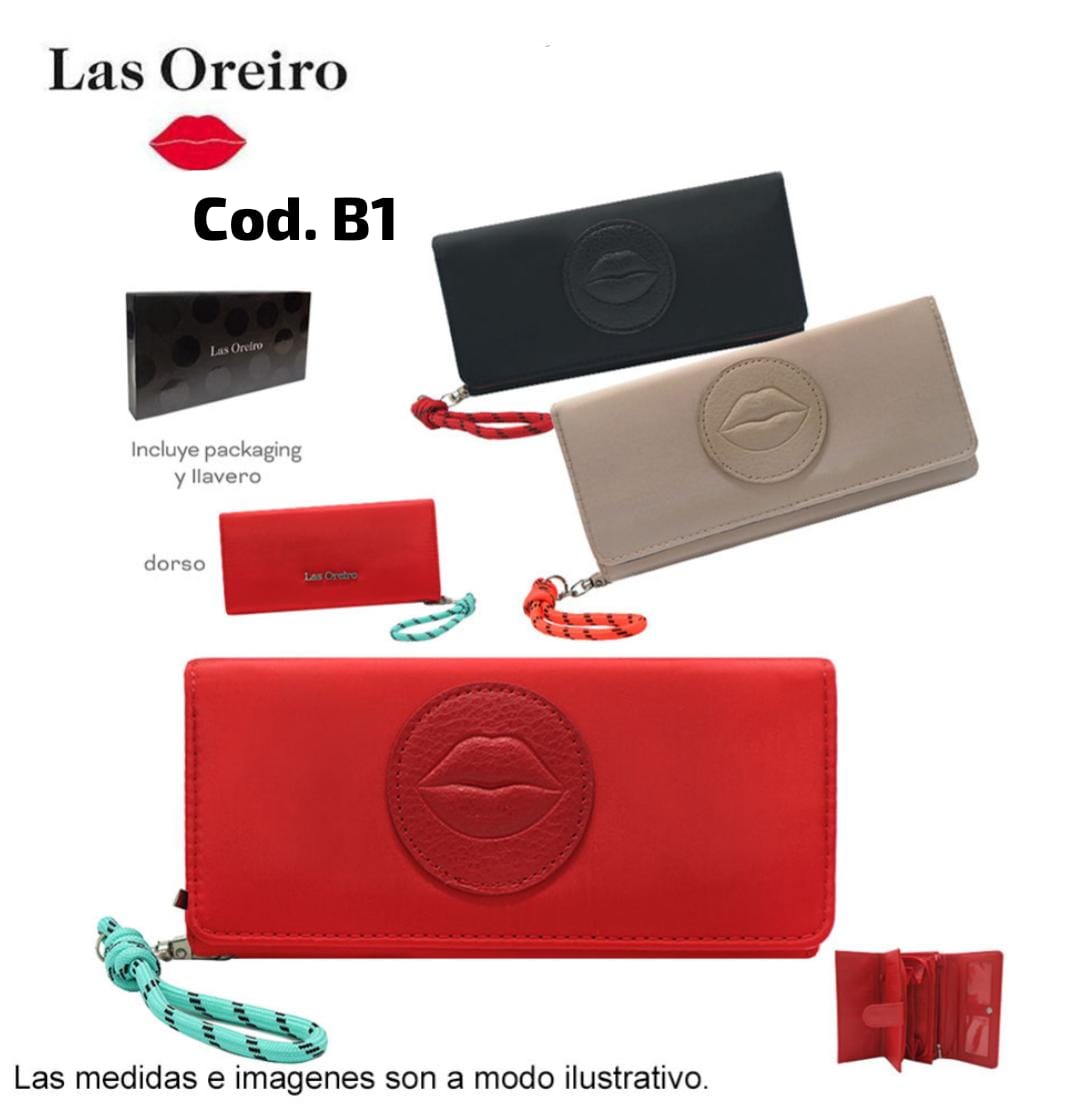 Las Oreiro
Cod. B1
Las Oreiro
Incluye packaging
y llavero
dorso
Las Oreiro
Las medidas e imagenes son a modo ilustrativo.